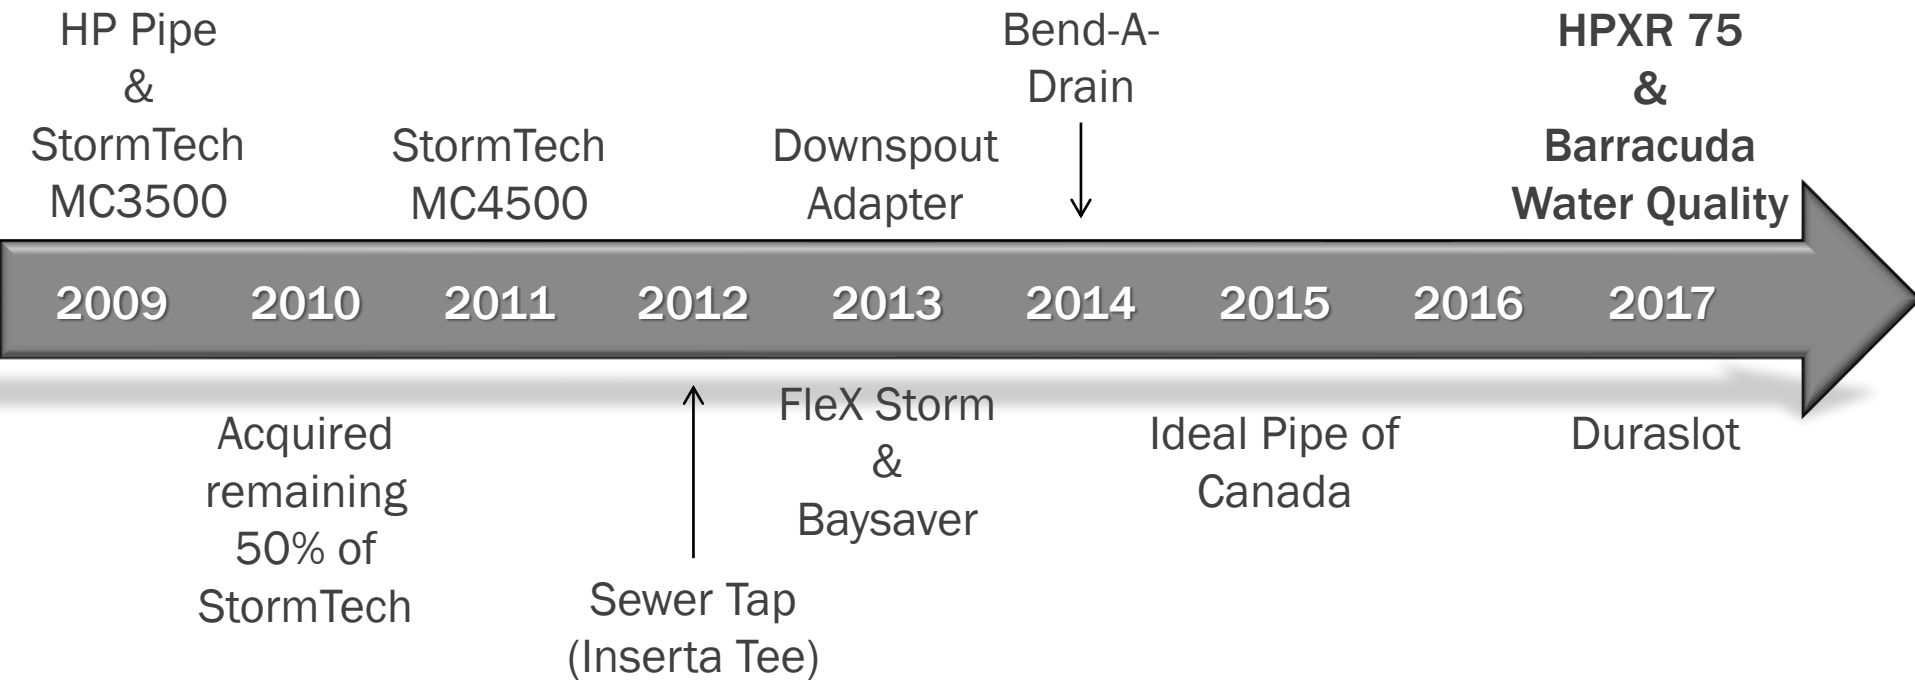 HP Pipe
&
StormTech
MC3500
StormTech
MC4500
Downspout
Adapter
Bend-A-
Drain
HPXR 75
&
Barracuda
Water Quality
2009 2010 2011 2012 2013 2014 2015 2016 2017
Acquired
remaining
50% of
StormTech
Sewer Tap
(Inserta Tee)
FleX Storm
&
Baysaver
Ideal Pipe of
Canada
Duraslot